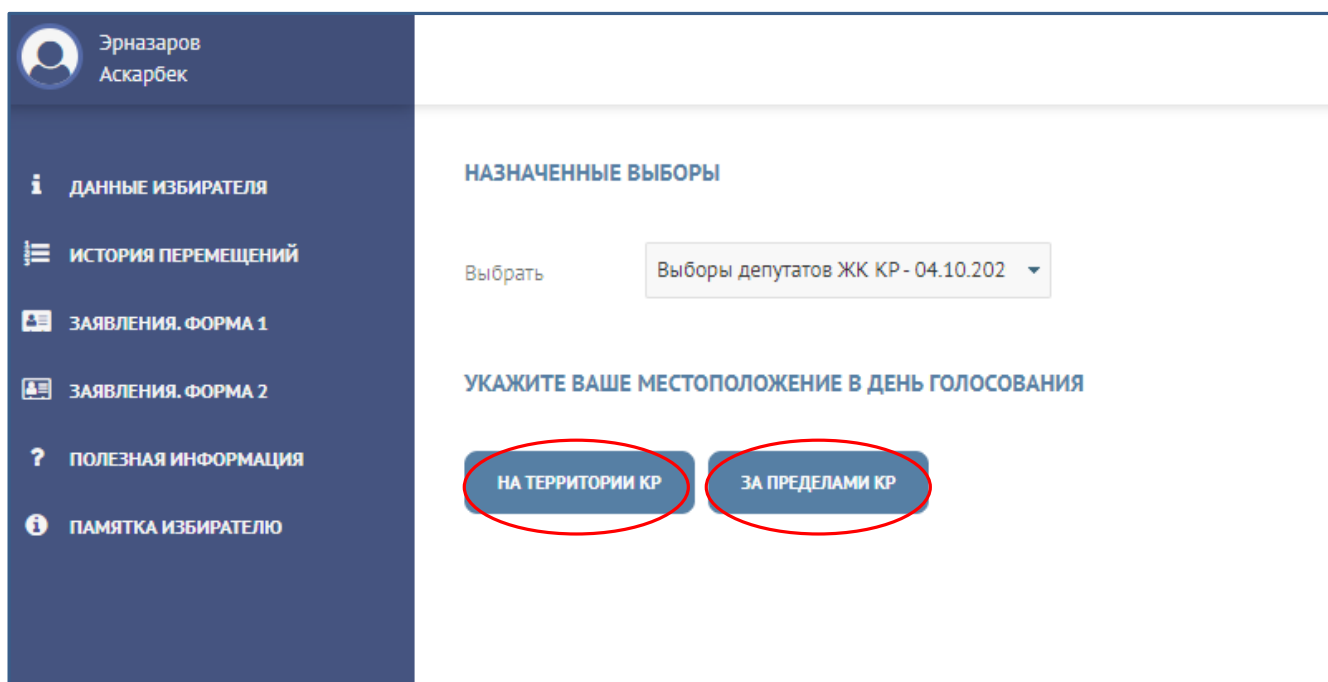 Эрназаров
Аскарбек
ДАННЫЕ ИЗБИРАТЕЛЯ
ИСТОРИЯ ПЕРЕМЕЩЕНИЙ
ЗАЯВЛЕНИЯ. ФОРМА 1
ЗАЯВЛЕНИЯ. ФОРМА 2
ПОЛЕЗНАЯ ИНФОРМАЦИЯ
ПАМЯТКА ИЗБИРАТЕЛЮ
НАЗНАЧЕННЫЕ ВЫБОРЫ
Выбрать Выборы депутатов ЖК КР - 04.10.202
УКАЖИТЕ ВАШЕ МЕСТОПОЛОЖЕНИЕ В ДЕНЬ ГОЛОСОВАНИЯ
НА ТЕРРИТОРИИ КР ЗА ПРЕДЕЛАМИ КР